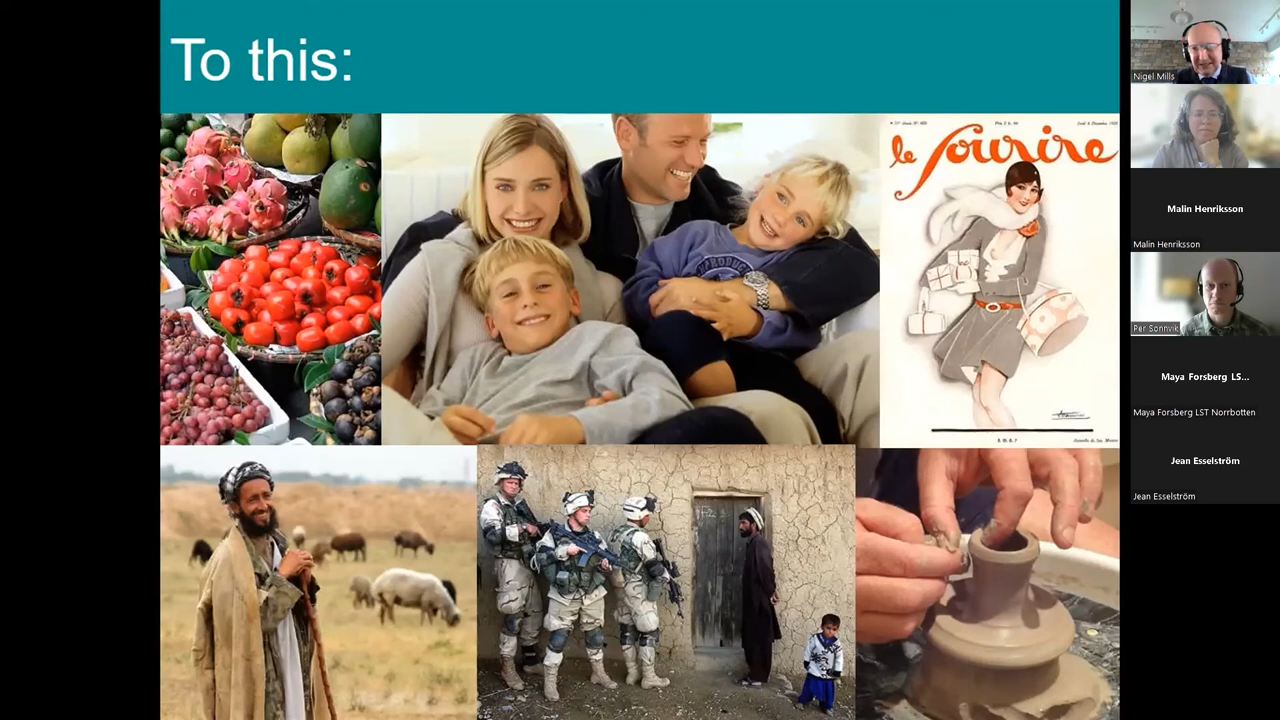 To this:
le Sourire
Nigel Mills
Malin Henriksson
Malin Henriksson
Per Sonnvik
Maya Forsberg LS...
Maya Forsberg LST Norrbotten
Jean Esselström
Jean Esselström